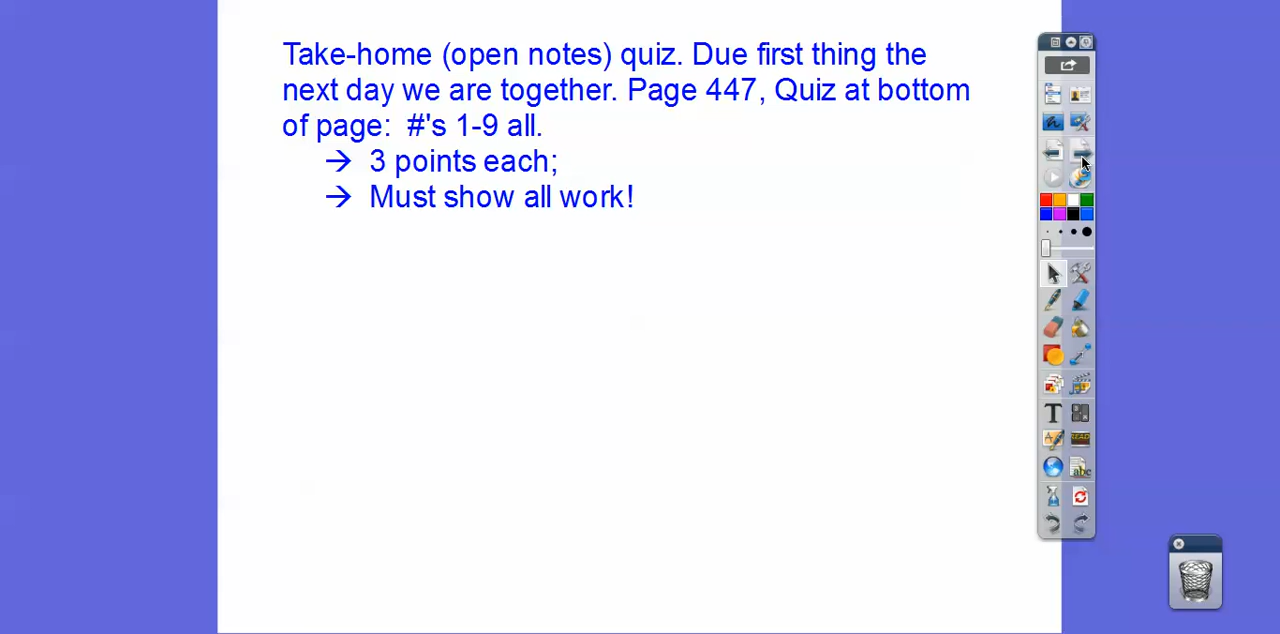 Take-home (open notes) quiz. Due first thing the
next day we are together. Page 447, Quiz at bottom
of page:  #'s 1-9 all.
→ 3 points each;
→ Must show all work!